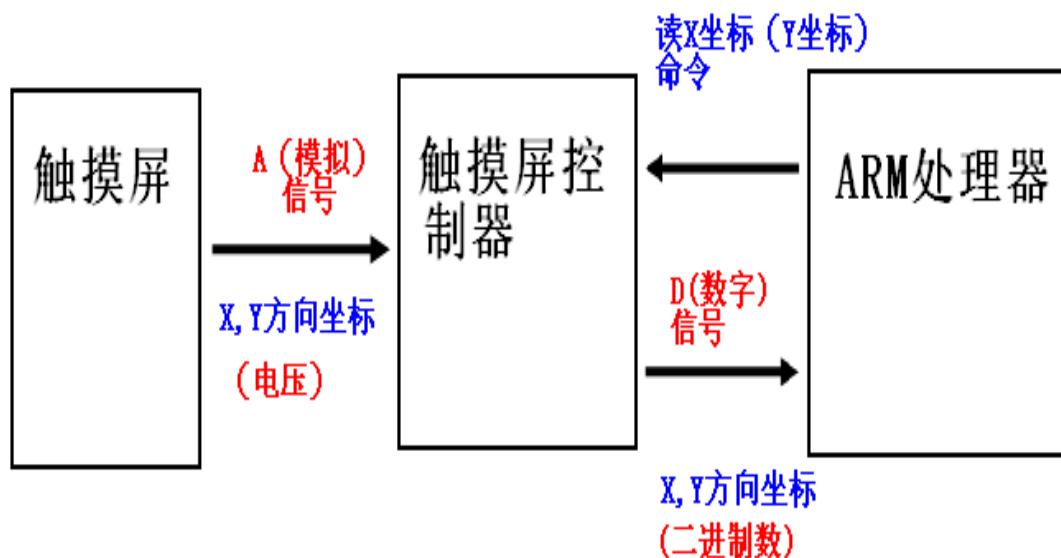 触摸屏
A（模拟）
信号
X,Y方向坐标
（电压）
触摸屏控
制器
读X坐标（Y坐标）
命令
D(数字)
信号
X,Y方向坐标
(二进制数)
ARM处理器